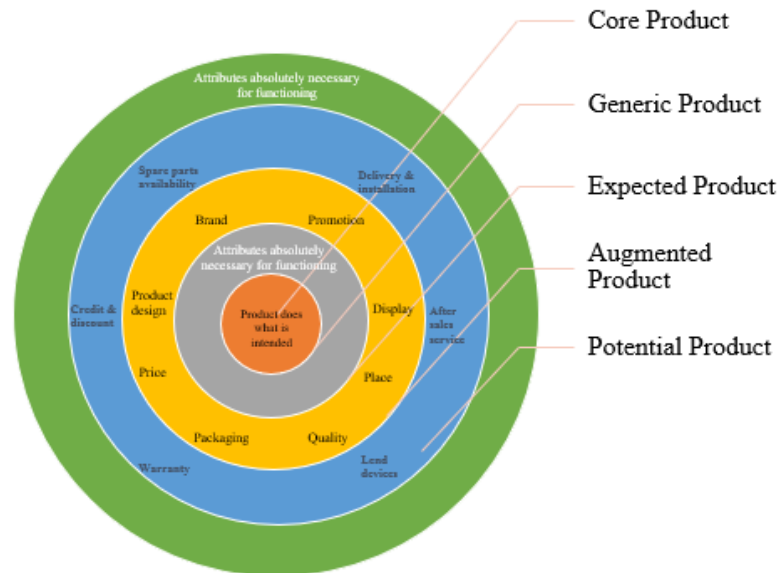 Core Product
Generic Product
Expected Product
Augmented
Product
Potential Product
Attributes absolutely necessary
for functioning
Spare parts
availability
Delivery &
installation
Brand
Promotion
Attributes absolutely
necessary for functioning
Product
design
Credit &
discount
Product does
what is
intended
Display
After
sales
service
Price
Place
Packaging
Quality
Warranty
Lend
devices